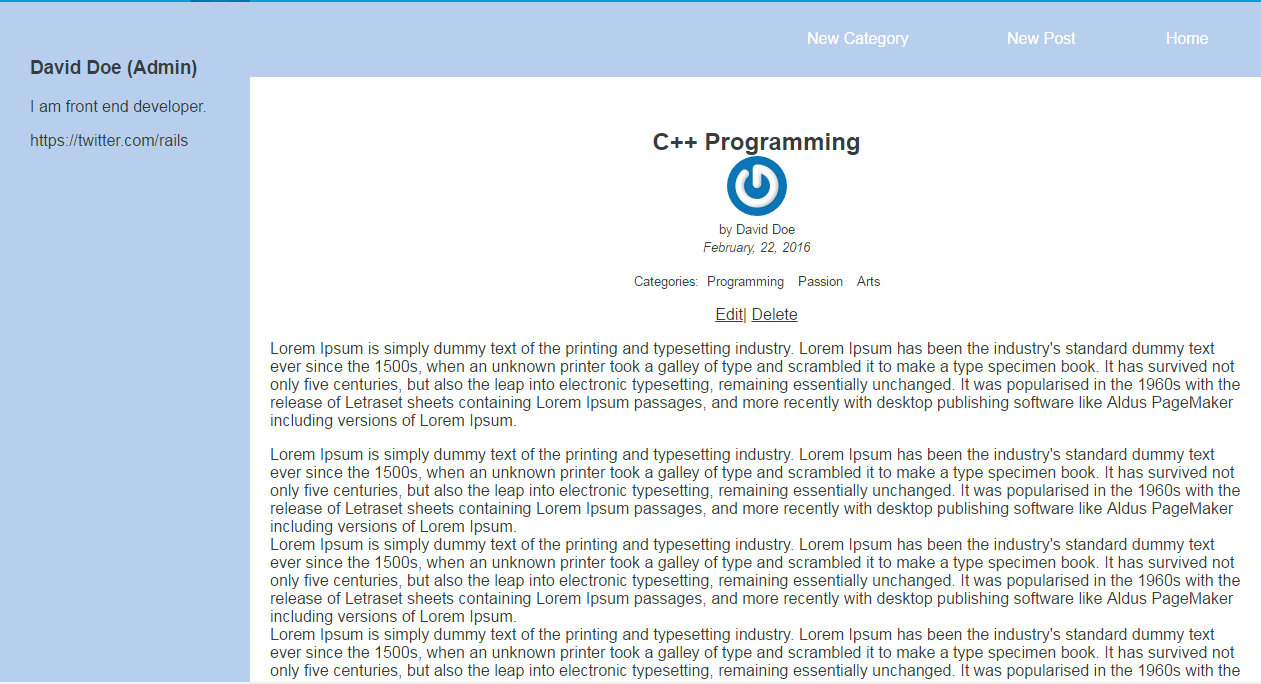 New Category New Post Home
David Doe (Admin)
I am front end developer.
https://twitter.com/rails
C++ Programming
by David Doe
February, 22, 2016
Categories: Programming Passion Arts
Edit| Delete
Lorem Ipsum is simply dummy text of the printing and typesetting industry. Lorem Ipsum has been the industry's standard dummy text
ever since the 1500s, when an unknown printer took a galley of type and scrambled it to make a type specimen book. It has survived not
only five centuries, but also the leap into electronic typesetting, remaining essentially unchanged. It was popularised in the 1960s with the
release of Letraset sheets containing Lorem Ipsum passages, and more recently with desktop publishing software like Aldus PageMaker
including versions of Lorem Ipsum.
Lorem Ipsum is simply dummy text of the printing and typesetting industry. Lorem Ipsum has been the industry's standard dummy text
ever since the 1500s, when an unknown printer took a galley of type and scrambled it to make a type specimen book. It has survived not
only five centuries, but also the leap into electronic typesetting, remaining essentially unchanged. It was popularised in the 1960s with the
release of Letraset sheets containing Lorem Ipsum passages, and more recently with desktop publishing software like Aldus PageMaker
including versions of Lorem Ipsum.
Lorem Ipsum is simply dummy text of the printing and typesetting industry. Lorem Ipsum has been the industry's standard dummy text
ever since the 1500s, when an unknown printer took a galley of type and scrambled it to make a type specimen book. It has survived not
only five centuries, but also the leap into electronic typesetting, remaining essentially unchanged. It was popularised in the 1960s with the
release of Letraset sheets containing Lorem Ipsum passages, and more recently with desktop publishing software like Aldus PageMaker
including versions of Lorem Ipsum.
Lorem Ipsum is simply dummy text of the printing and typesetting industry. Lorem Ipsum has been the industry's standard dummy text
ever since the 1500s, when an unknown printer took a galley of type and scrambled it to make a type specimen book. It has survived not
only five centuries, but also the leap into electronic typesetting, remaining essentially unchanged. It was popularised in the 1960s with the